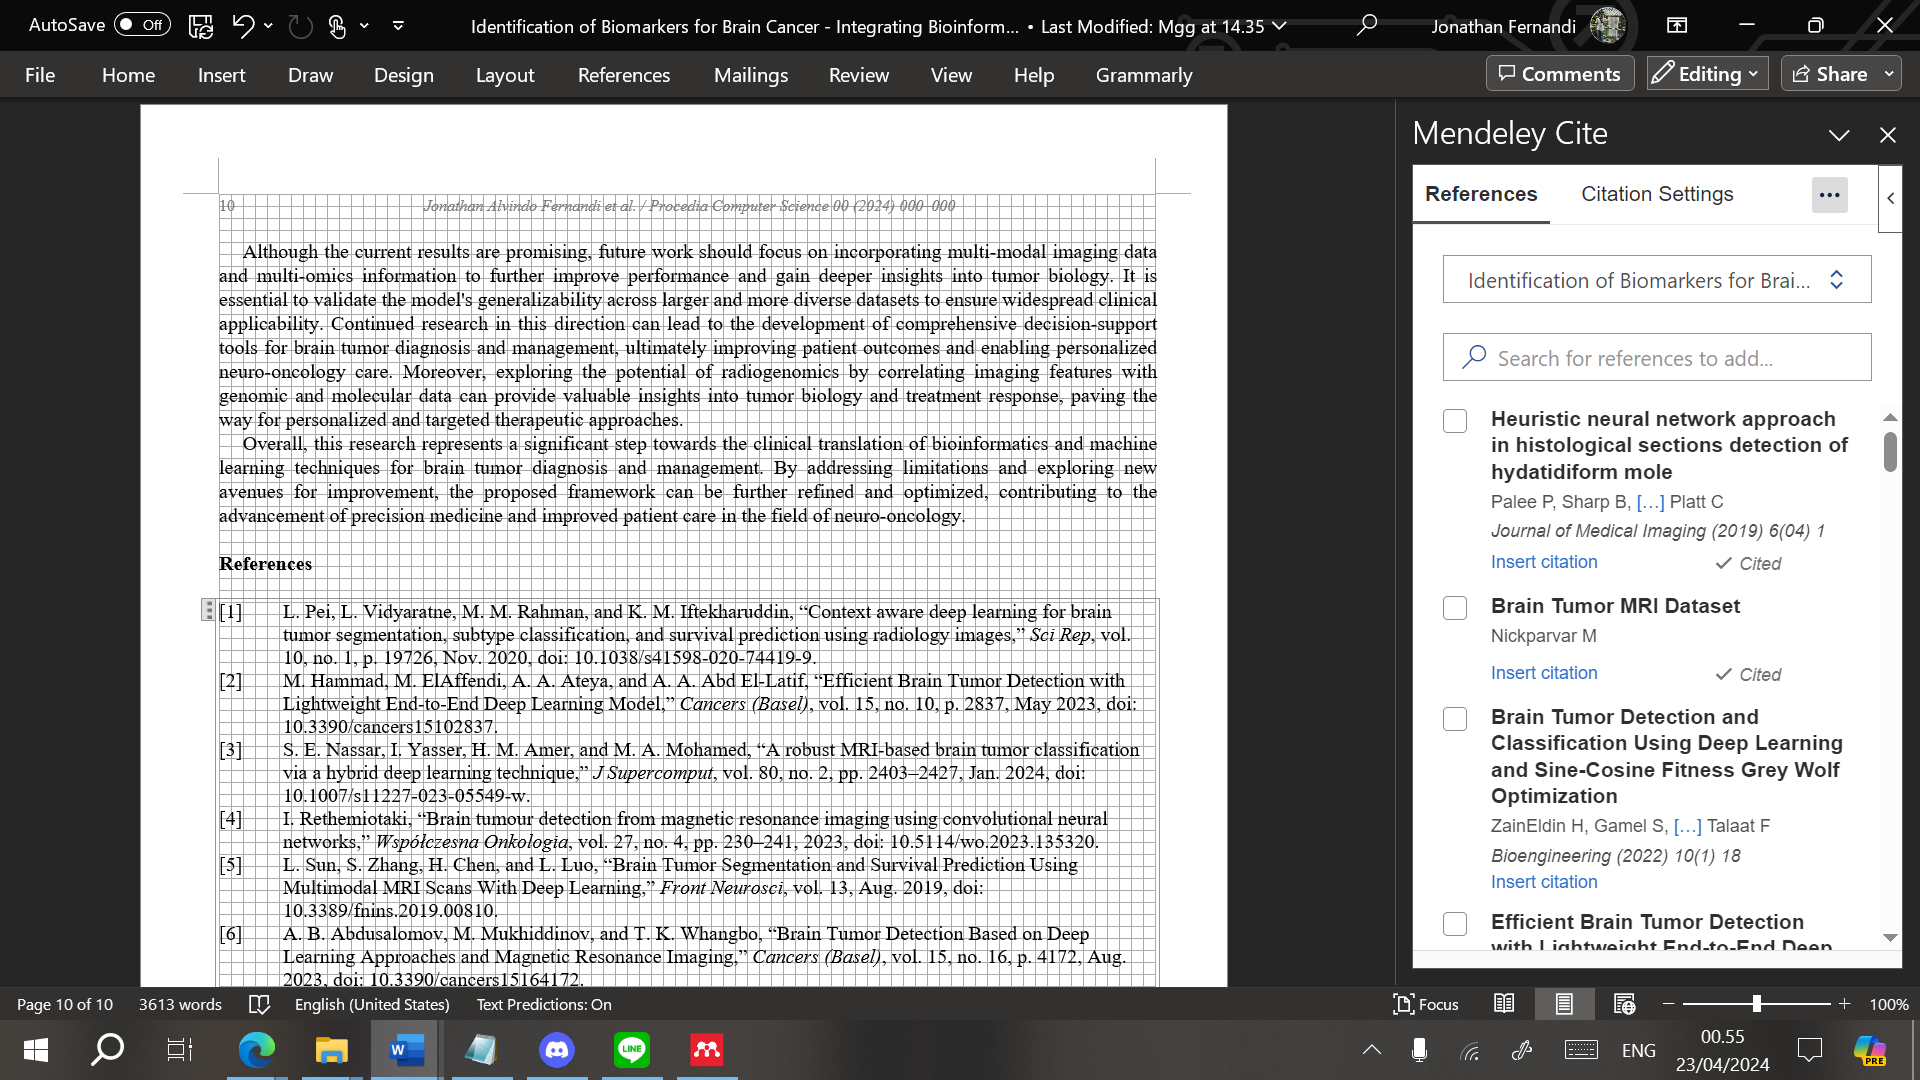 AutoSave Off Identification of Biomarkers for Brain Cancer - Integrating Bioinform... • Last Modified: Mgg at 14.35 Jonathan Fernandi
File Home Insert Draw Design Layout References Mailings Review View Help Grammarly Comments Editing Share
10 Jonathan Alvindo Fernandi et al. / Procedia Computer Science 00 (2024) 000–000
Although the current results are promising, future work should focus on incorporating multi-modal imaging data
and multi-omics information to further improve performance and gain deeper insights into tumor biology. It is
essential to validate the model's generalizability across larger and more diverse datasets to ensure widespread clinical
applicability. Continued research in this direction can lead to the development of comprehensive decision-support
tools for brain tumor diagnosis and management, ultimately improving patient outcomes and enabling personalized
neuro-oncology care. Moreover, exploring the potential of radiogenomics by correlating imaging features with
genomic and molecular data can provide valuable insights into tumor biology and treatment response, paving the
way for personalized and targeted therapeutic approaches.
Overall, this research represents a significant step towards the clinical translation of bioinformatics and machine
learning techniques for brain tumor diagnosis and management. By addressing limitations and exploring new
avenues for improvement, the proposed framework can be further refined and optimized, contributing to the
advancement of precision medicine and improved patient care in the field of neuro-oncology.
References
[1] L. Pei, L. Vidyaratne, M. M. Rahman, and K. M. Iftekharuddin, “Context aware deep learning for brain
tumor segmentation, subtype classification, and survival prediction using radiology images,” Sci Rep, vol.
10, no. 1, p. 19726, Nov. 2020, doi: 10.1038/s41598-020-74419-9.
[2] M. Hammad, M. ElAffendi, A. A. Ateya, and A. A. Abd El-Latif, “Efficient Brain Tumor Detection with
Lightweight End-to-End Deep Learning Model,” Cancers (Basel), vol. 15, no. 10, p. 2837, May 2023, doi:
10.3390/cancers15102837.
[3] S. E. Nassar, I. Yasser, H. M. Amer, and M. A. Mohamed, “A robust MRI-based brain tumor classification
via a hybrid deep learning technique,” J Supercomput, vol. 80, no. 2, pp. 2403–2427, Jan. 2024, doi:
10.1007/s11227-023-05549-w.
[4] I. Rethemiotaki, “Brain tumour detection from magnetic resonance imaging using convolutional neural
networks,” Współczesna Onkologia, vol. 27, no. 4, pp. 230–241, 2023, doi: 10.5114/wo.2023.135320.
[5] L. Sun, S. Zhang, H. Chen, and L. Luo, “Brain Tumor Segmentation and Survival Prediction Using
Multimodal MRI Scans With Deep Learning,” Front Neurosci, vol. 13, Aug. 2019, doi:
10.3389/fnins.2019.00810.
[6] A. B. Abdusalomov, M. Mukhiddinov, and T. K. Whangbo, “Brain Tumor Detection Based on Deep
Learning Approaches and Magnetic Resonance Imaging,” Cancers (Basel), vol. 15, no. 16, p. 4172, Aug.
2023, doi: 10.3390/cancers15164172.
Mendeley Cite
References Citation Settings
Identification of Biomarkers for Brai...
Search for references to add...
Heuristic neural network approach
in histological sections detection of
hydatidiform mole
Palee P, Sharp B, [...] Platt C
Journal of Medical Imaging (2019) 6(04) 1
Insert citation Cited
Brain Tumor MRI Dataset
Nickparvar M
Insert citation Cited
Brain Tumor Detection and
Classification Using Deep Learning
and Sine-Cosine Fitness Grey Wolf
Optimization
ZainEldin H, Gamel S, [...] Talaat F
Bioengineering (2022) 10(1) 18
Insert citation
Efficient Brain Tumor Detection
with Lightweight End-to-End Deep
Page 10 of 10 3613 words English (United States) Text Predictions: On Focus 100%
W LINE ENG 00.55
23/04/2024 PRE